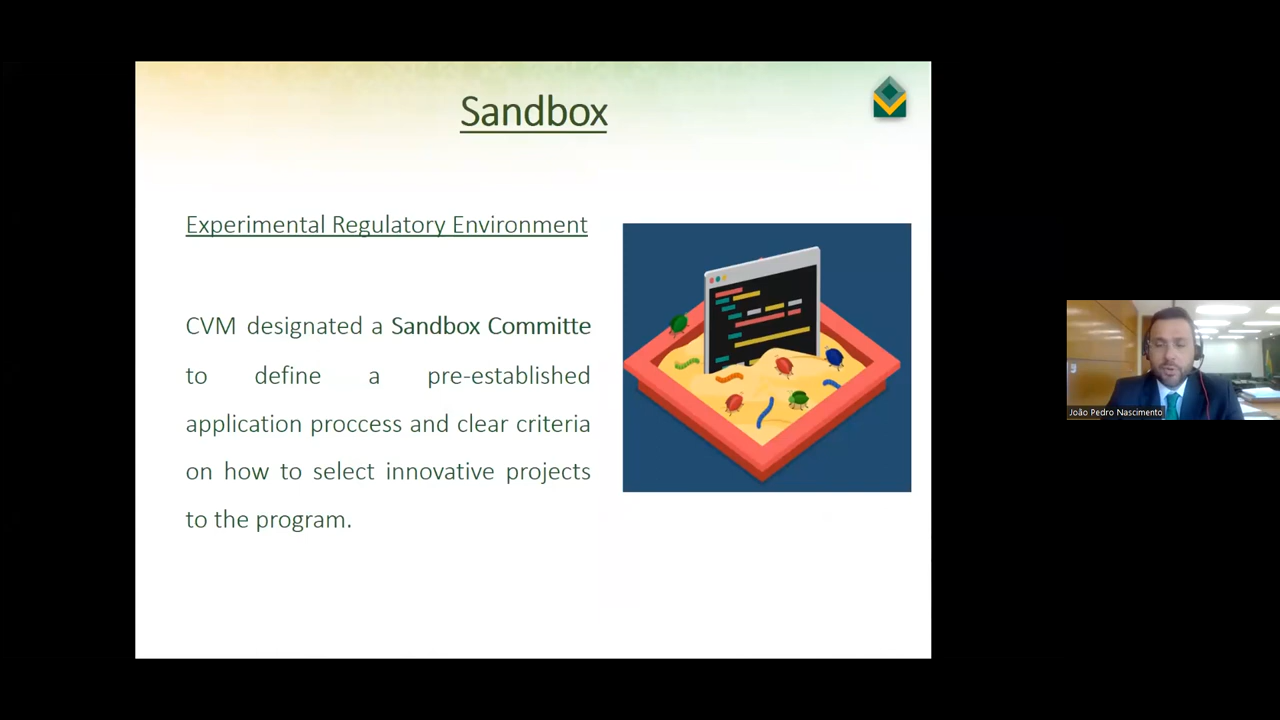 Sandbox
Experimental Regulatory Environment
CVM designated a Sandbox Committe
to define a pre-established
application proccess and clear criteria
on how to select innovative projects
to the program.
João Pedro Nascimento